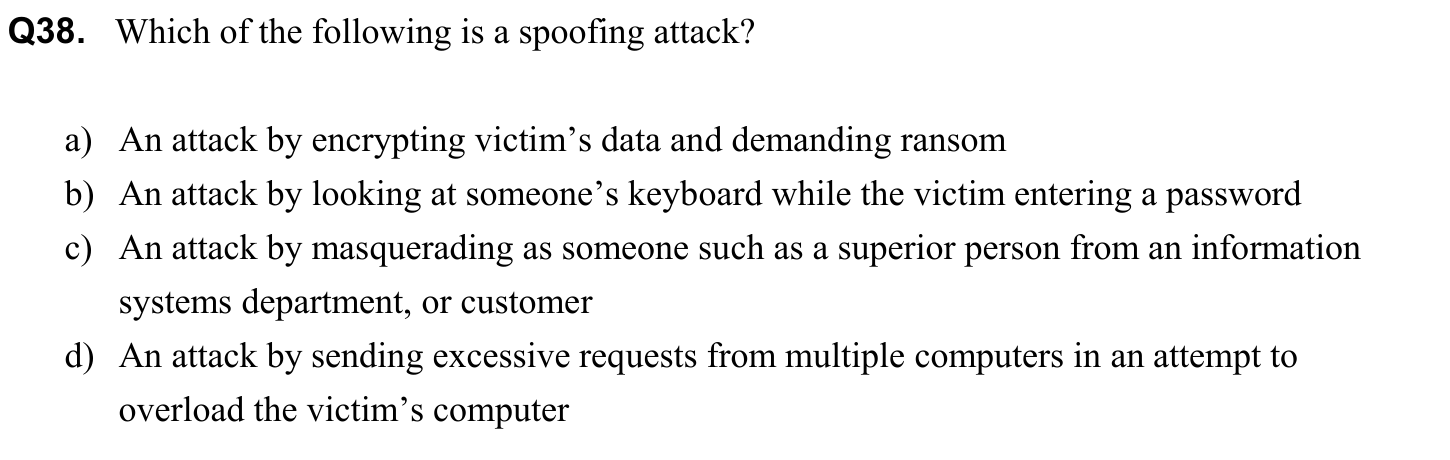 Q38. Which of the following is a spoofing attack?
a) An attack by encrypting victim’s data and demanding ransom
b) An attack by looking at someone’s keyboard while the victim entering a password
c) An attack by masquerading as someone such as a superior person from an information
systems department, or customer
d) An attack by sending excessive requests from multiple computers in an attempt to
overload the victim’s computer